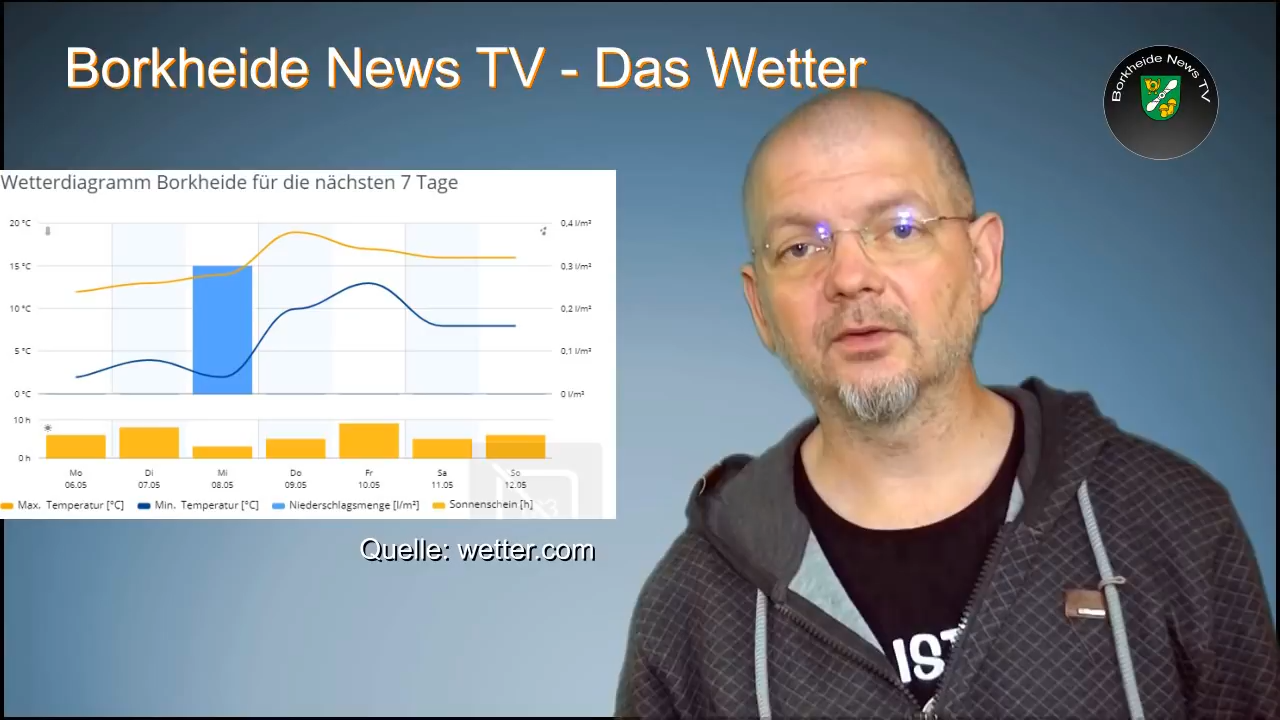 Borkheide News TV - Das Wetter
Borkheide News TV
Wetterdiagramm Borkheide für die nächsten 7 Tage
20 °C
0,4 l/m²
15 °C
0,3 l/m²
10 °C
0,2 l/m²
5 °C
0,1 l/m²
0 °C
0 l/m²
10 h
0 h
Mo Di Mi Do Fr Sa So
06.05 07.05 08.05 09.05 10.05 11.05 12.05
Max. Temperatur [°C] Min. Temperatur [°C] Niederschlagsmenge [l/m²] Sonnenschein [h]
Quelle: wetter.com
IST